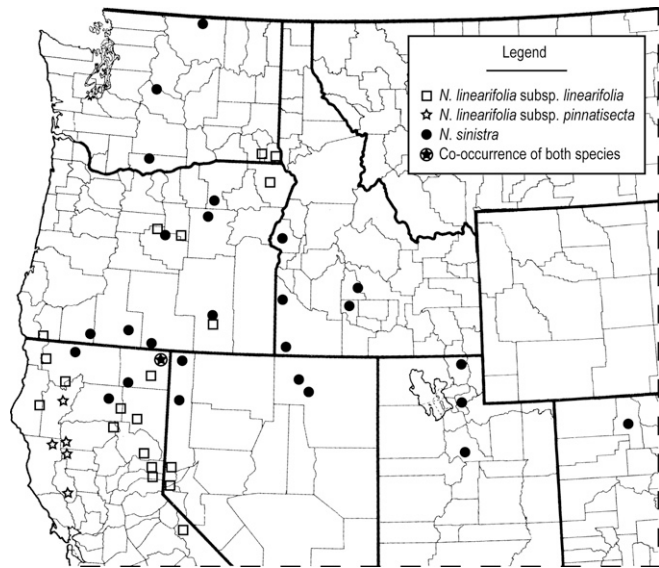 Legend
N. linearifolia subsp. linearifolia
N. linearifolia subsp. pinnatisecta
N. sinistra
Co-occurrence of both species